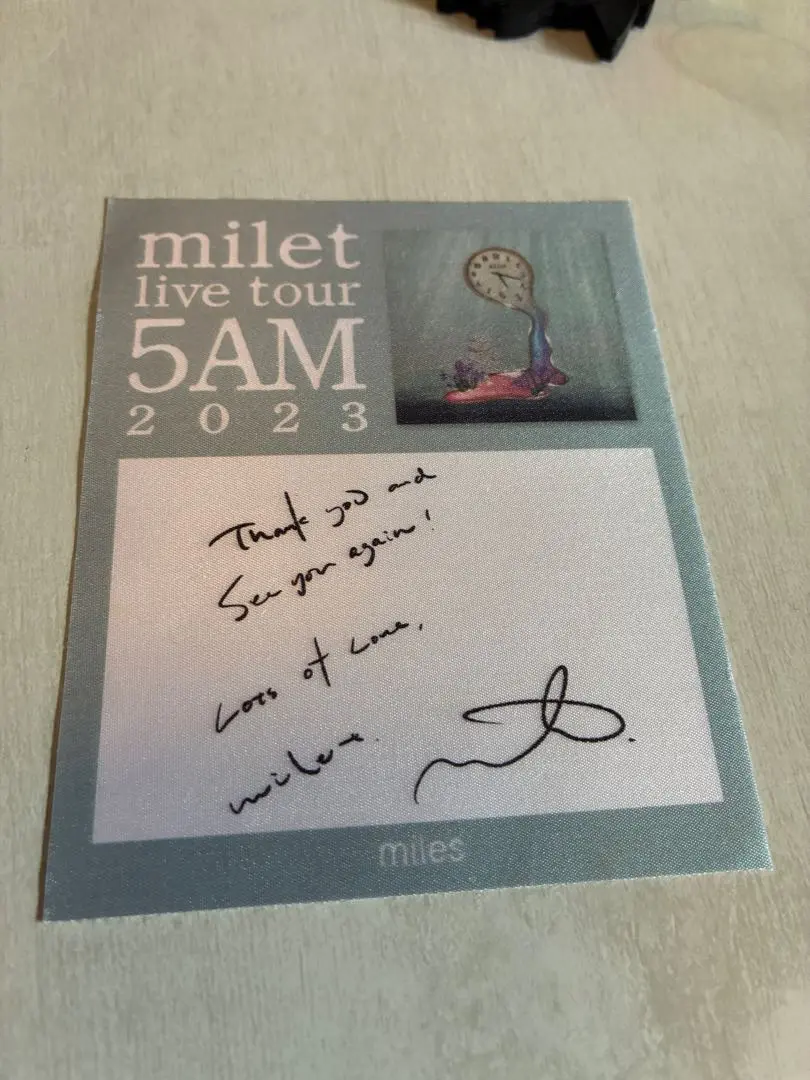 milet
live tour
5AM
2023
Thank you and
See you again!
Lots of Love,
milet.
miles